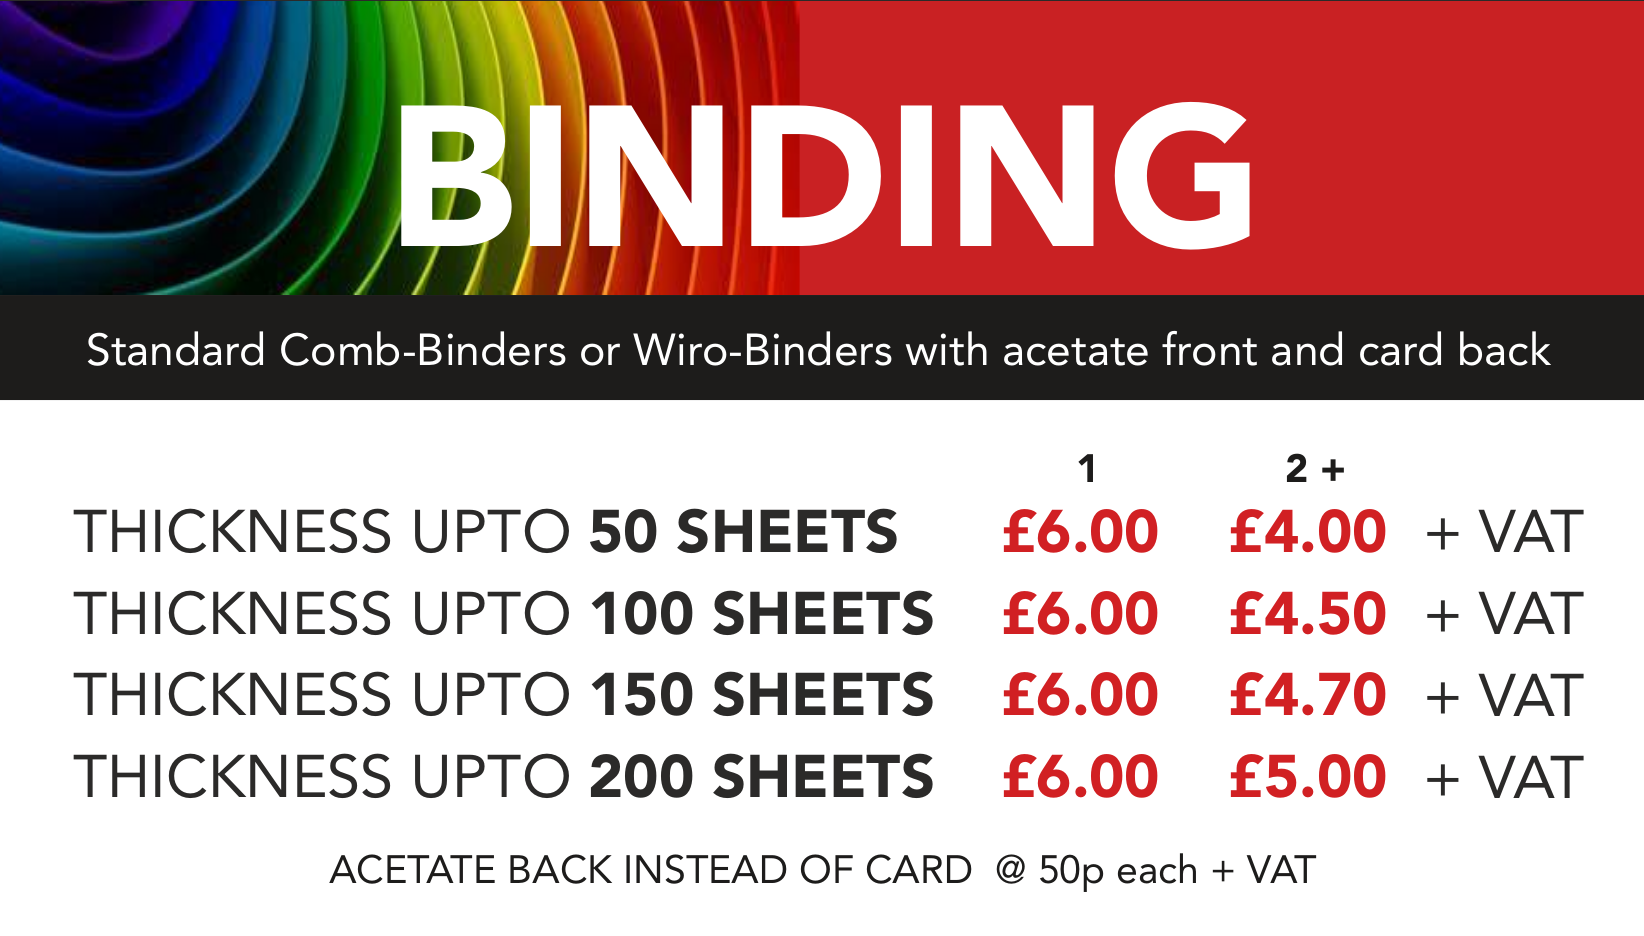 BINDING
Standard Comb-Binders or Wiro-Binders with acetate front and card back
1 2 +
THICKNESS UPTO 50 SHEETS £6.00 £4.00 + VAT
THICKNESS UPTO 100 SHEETS £6.00 £4.50 + VAT
THICKNESS UPTO 150 SHEETS £6.00 £4.70 + VAT
THICKNESS UPTO 200 SHEETS £6.00 £5.00 + VAT
ACETATE BACK INSTEAD OF CARD @ 50p each + VAT